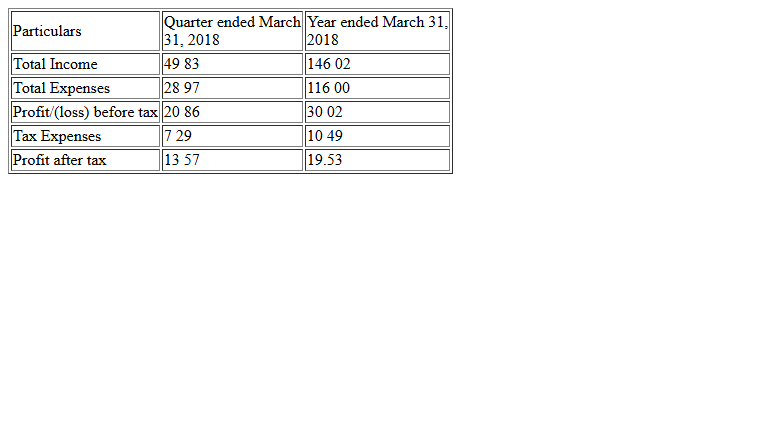 Particulars Quarter ended March 31, 2018 Year ended March 31, 2018
Total Income 49 83 146 02
Total Expenses 28 97 116 00
Profit/(loss) before tax 20 86 30 02
Tax Expenses 7 29 10 49
Profit after tax 13 57 19.53